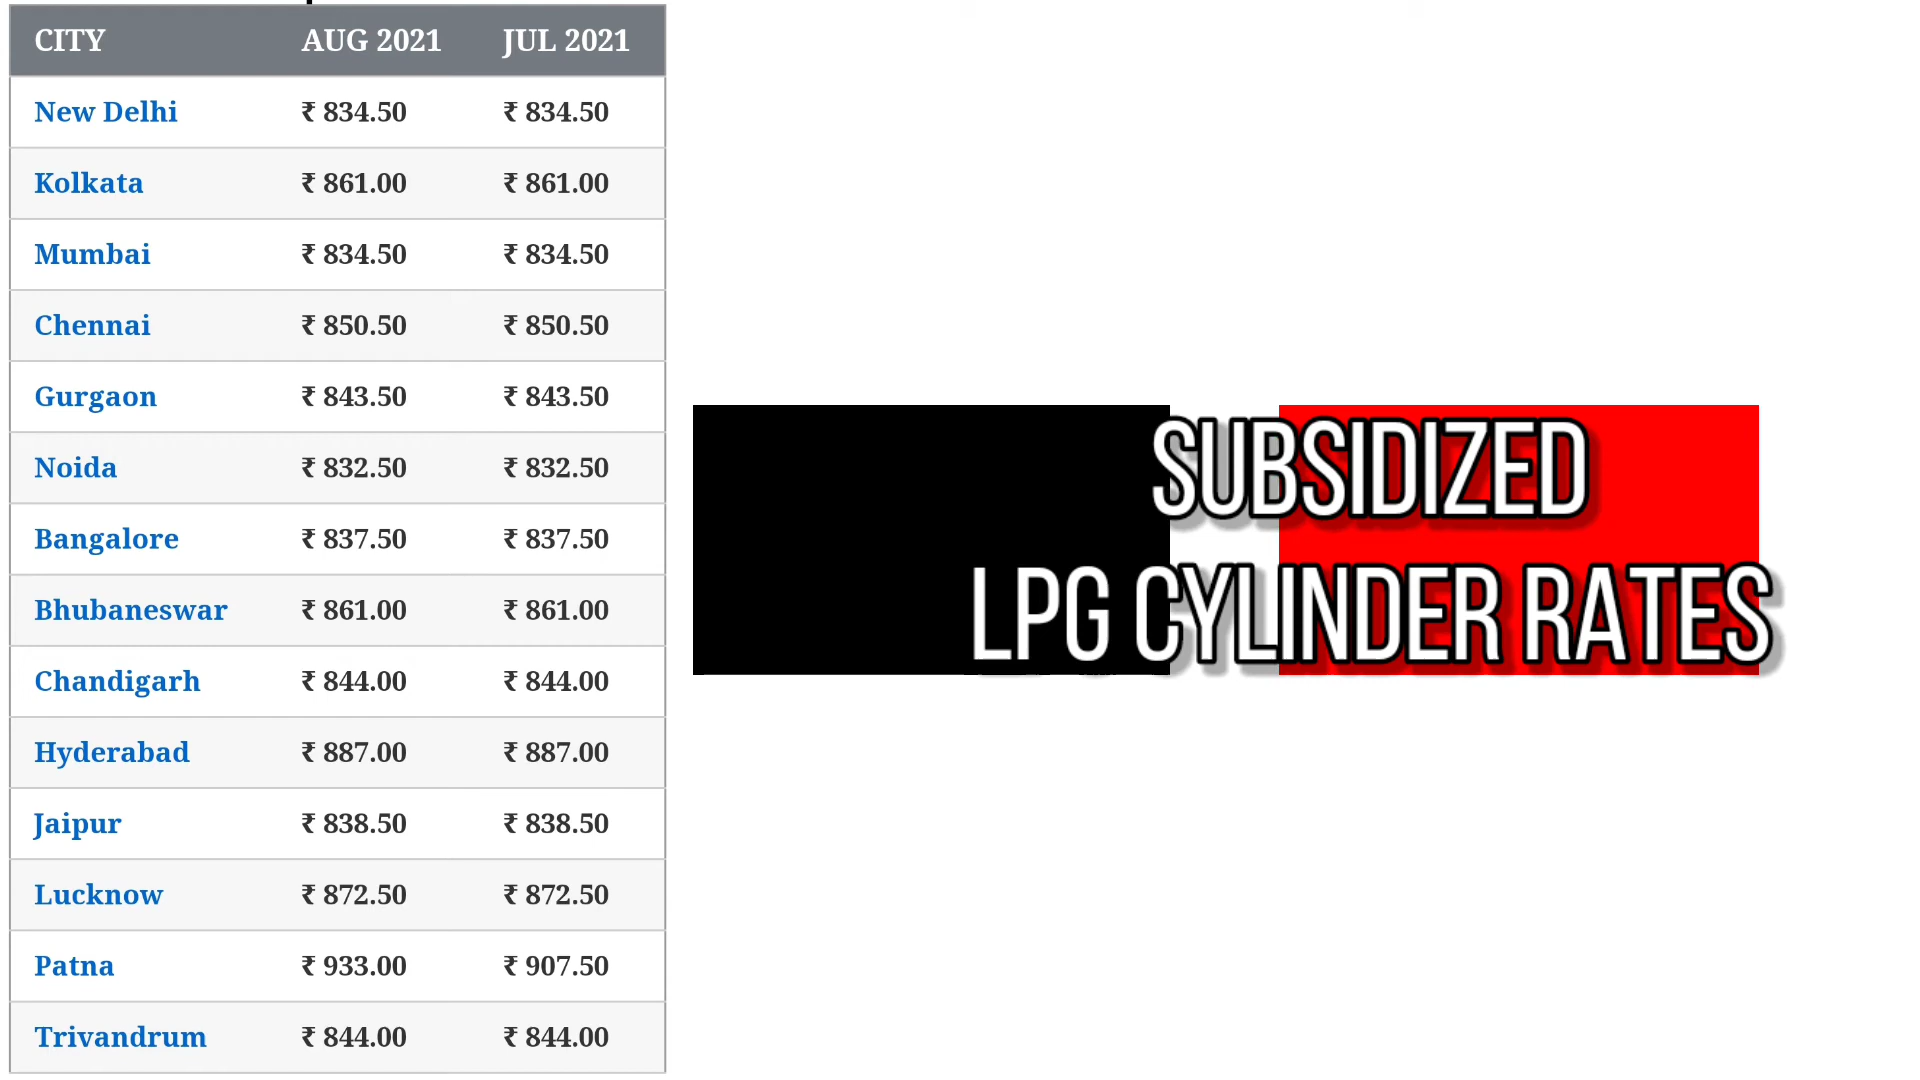 CITY AUG 2021 JUL 2021
New Delhi ₹ 834.50 ₹ 834.50
Kolkata ₹ 861.00 ₹ 861.00
Mumbai ₹ 834.50 ₹ 834.50
Chennai ₹ 850.50 ₹ 850.50
Gurgaon ₹ 843.50 ₹ 843.50
Noida ₹ 832.50 ₹ 832.50
Bangalore ₹ 837.50 ₹ 837.50
Bhubaneswar ₹ 861.00 ₹ 861.00
Chandigarh ₹ 844.00 ₹ 844.00
Hyderabad ₹ 887.00 ₹ 887.00
Jaipur ₹ 838.50 ₹ 838.50
Lucknow ₹ 872.50 ₹ 872.50
Patna ₹ 933.00 ₹ 907.50
Trivandrum ₹ 844.00 ₹ 844.00
SUBSIDIZED
LPG CYLINDER RATES